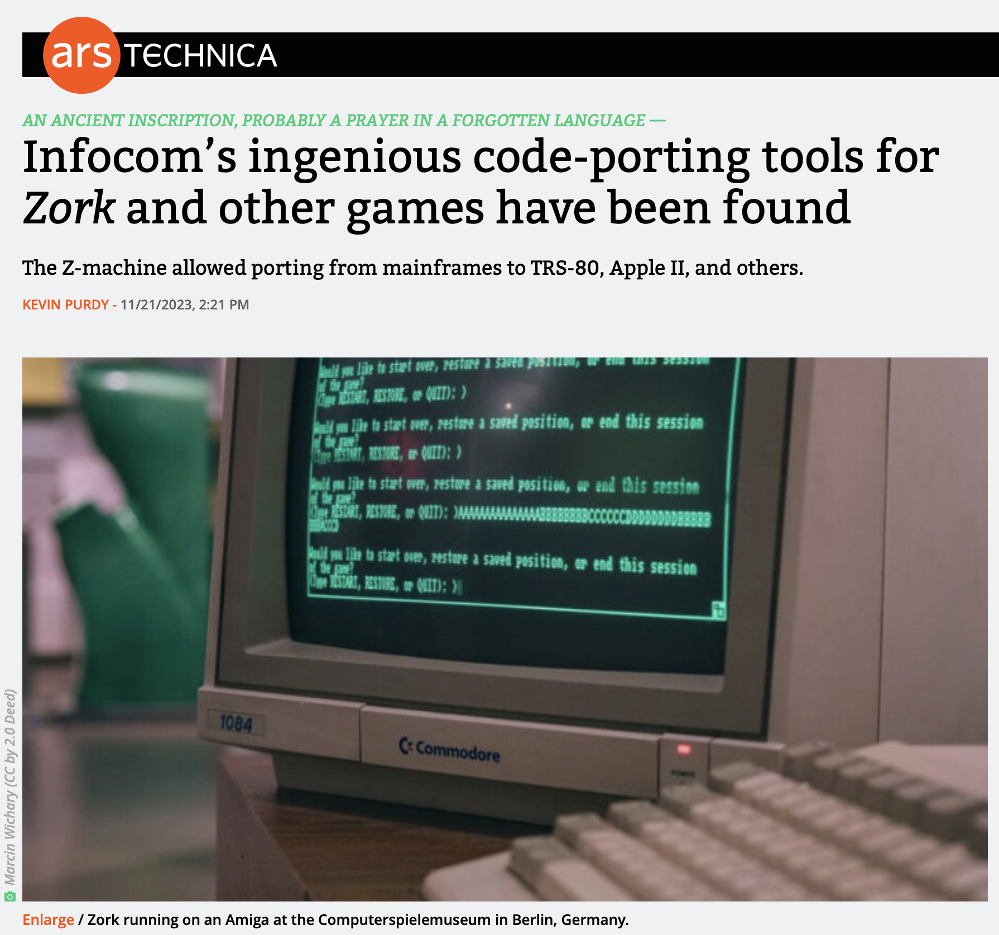 ars TECHNICA
AN ANCIENT INSCRIPTION, PROBABLY A PRAYER IN A FORGOTTEN LANGUAGE —
Infocom’s ingenious code-porting tools for
Zork and other games have been found
The Z-machine allowed porting from mainframes to TRS-80, Apple II, and others.
KEVIN PURDY - 11/21/2023, 2:21 PM
Would you like to start over, restore a saved position, or end this session
of the game?
(Type RESTART, RESTORE, or QUIT): >
Would you like to start over, restore a saved position, or end this session
of the game?
(Type RESTART, RESTORE, or QUIT): >
Would you like to start over, restore a saved position, or end this session
of the game?
(Type RESTART, RESTORE, or QUIT): >
Would you like to start over, restore a saved position, or end this session
of the game?
(Type RESTART, RESTORE, or QUIT): >
1084
Commodore
POWER
Marcin Wichary (CC by 2.0 Deed)
Enlarge / Zork running on an Amiga at the Computerspielemuseum in Berlin, Germany.